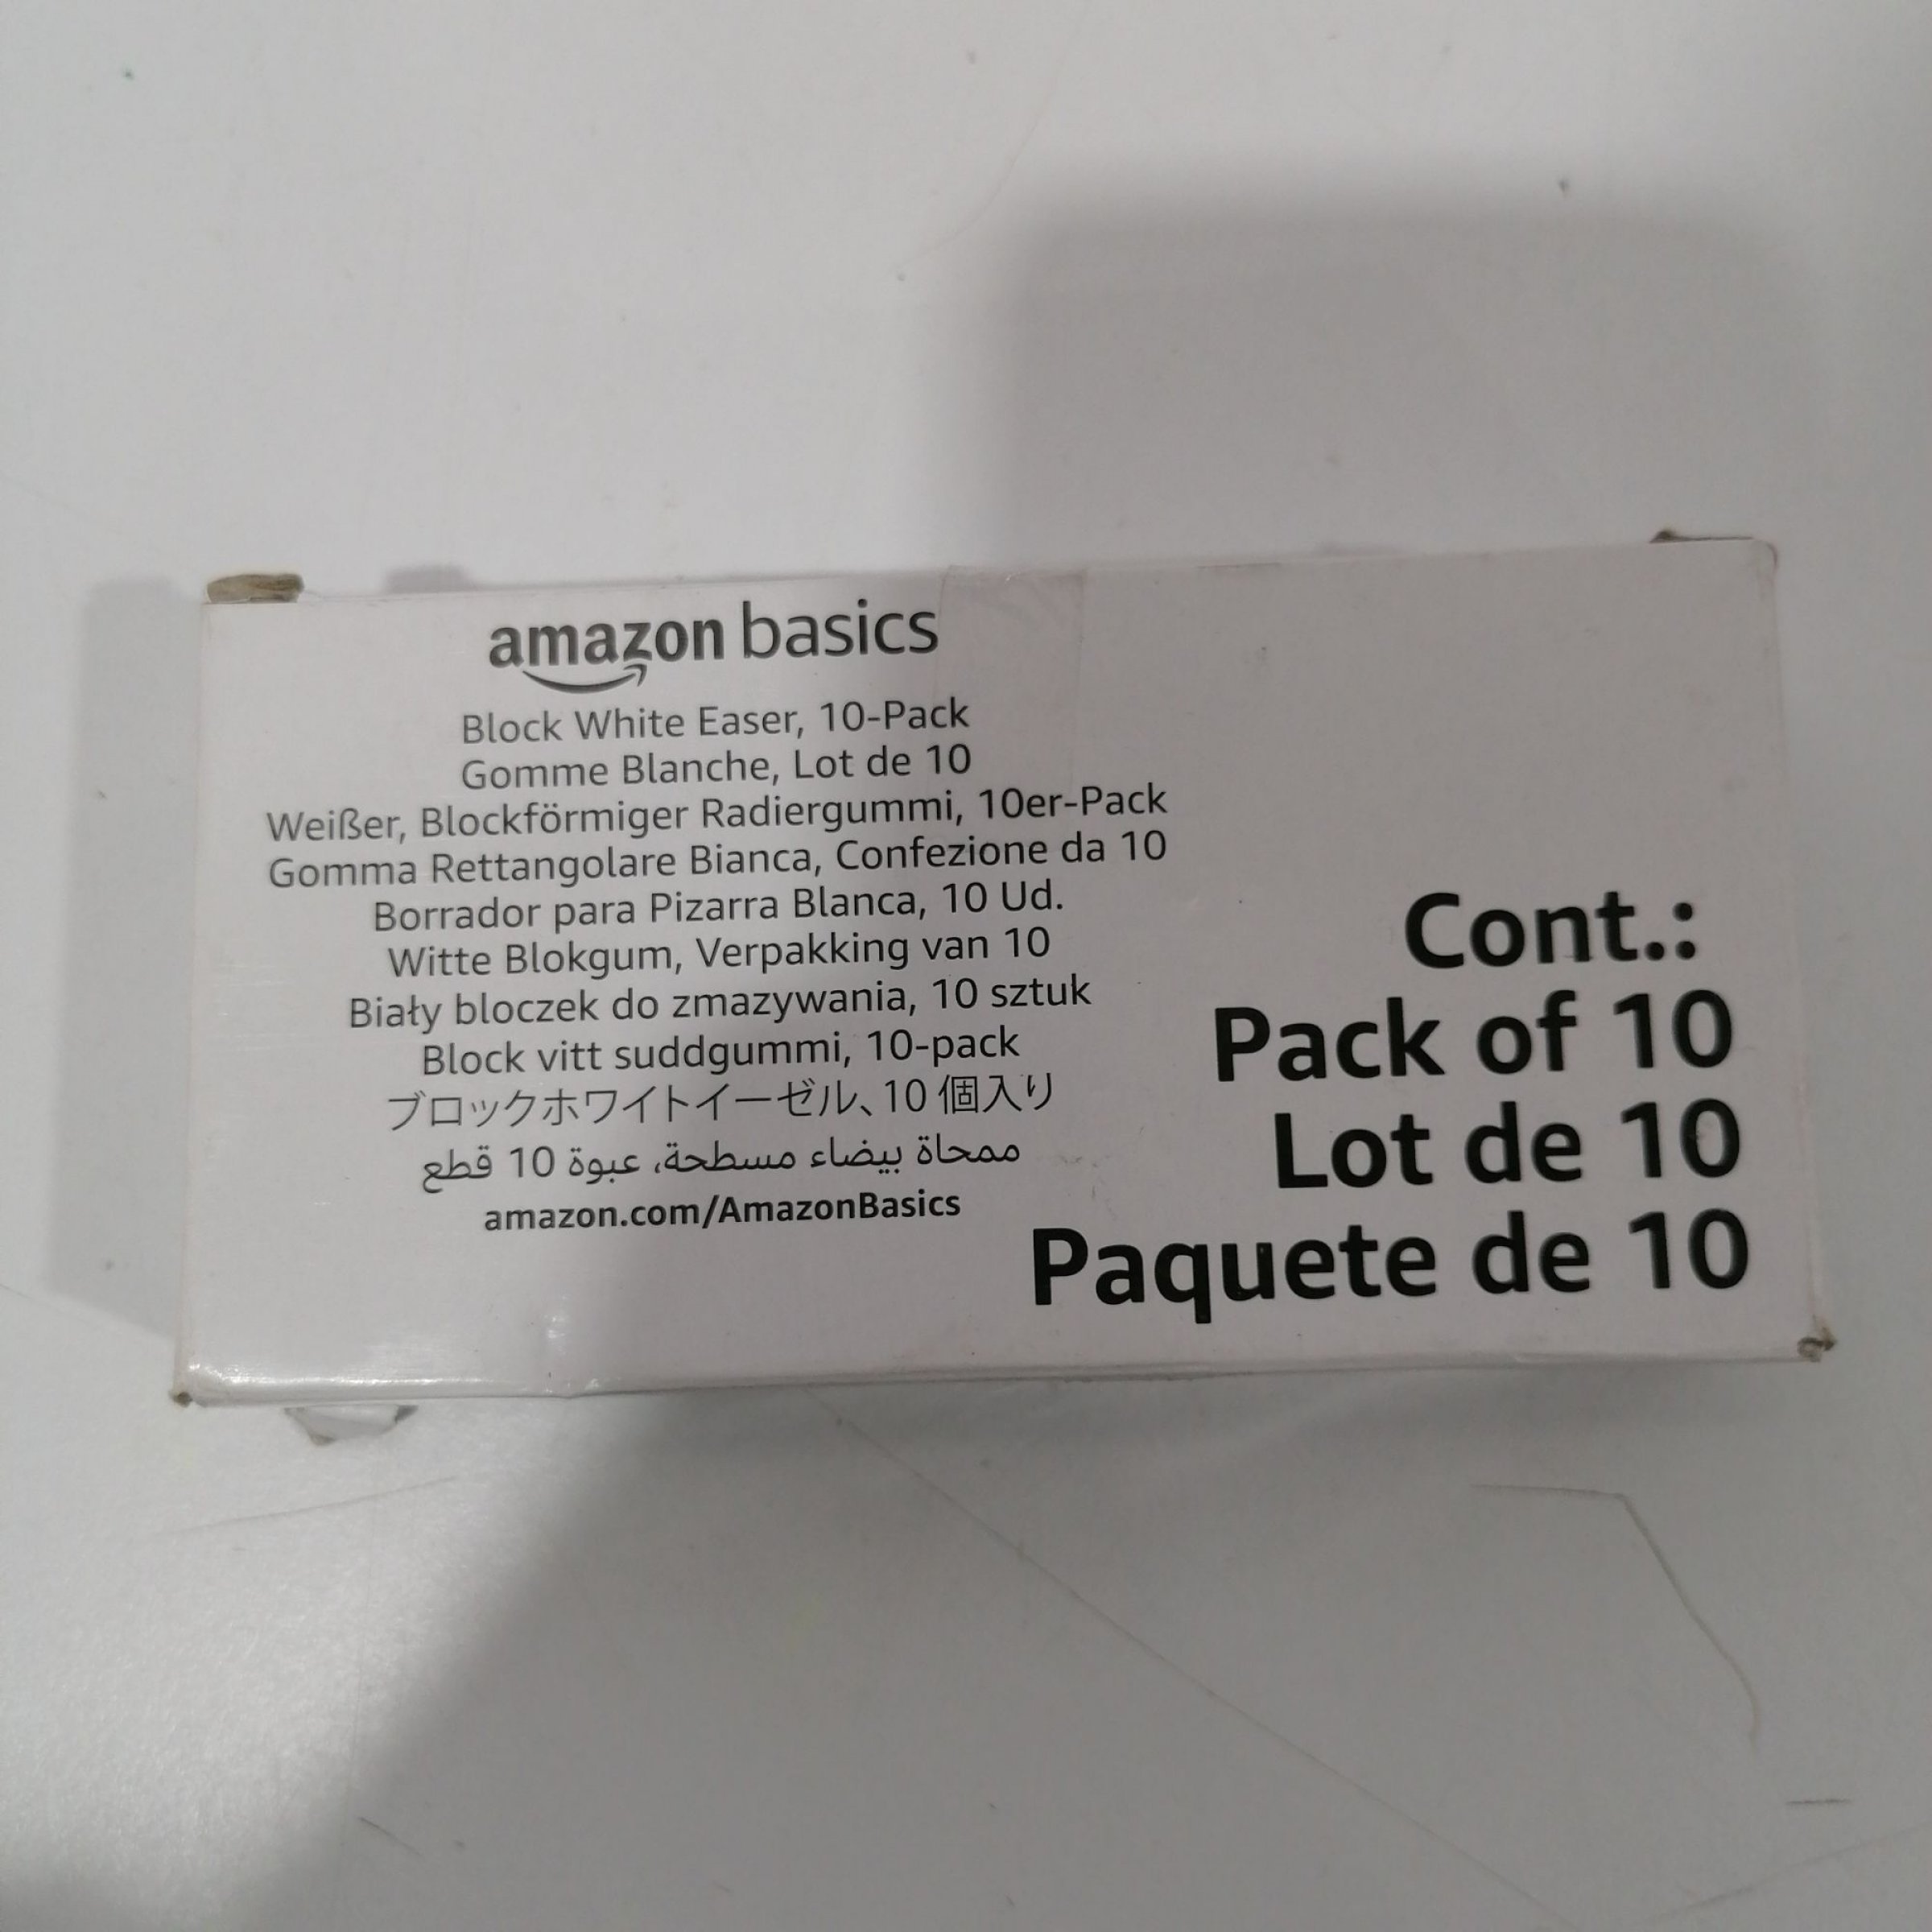 amazon basics
Block White Easer, 10-Pack
Gomme Blanche, Lot de 10
Weißer, Blockförmiger Radiergummi, 10er-Pack
Gomma Rettangolare Bianca, Confezione da 10
Borrador para Pizarra Blanca, 10 Ud.
Witte Blokgum, Verpakking van 10
Biały bloczek do zmazywania, 10 sztuk
Block vitt suddgummi, 10-pack
ブロックホワイトイーゼル、10 個入り
ممحاة بيضاء مسطحة، عبوة 10 قطع
amazon.com/AmazonBasics
Cont.:
Pack of 10
Lot de 10
Paquete de 10